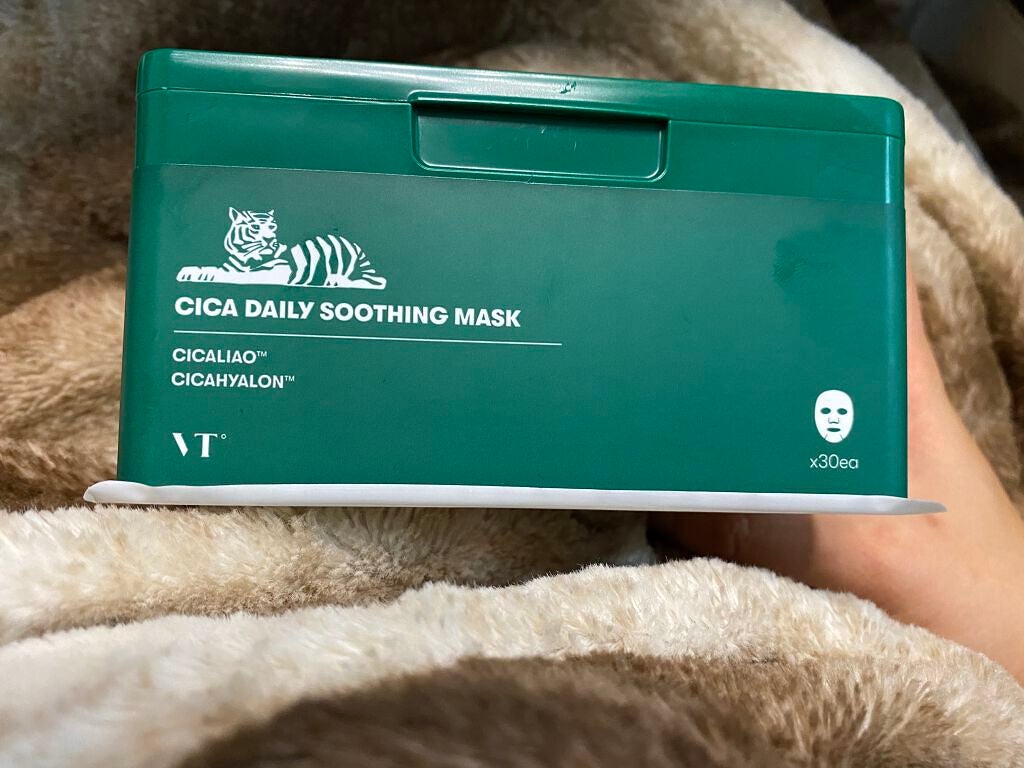 CICA DAILY SOOTHING MASK
CICALIAO™
CICAHYALON™
VT°
x30ea